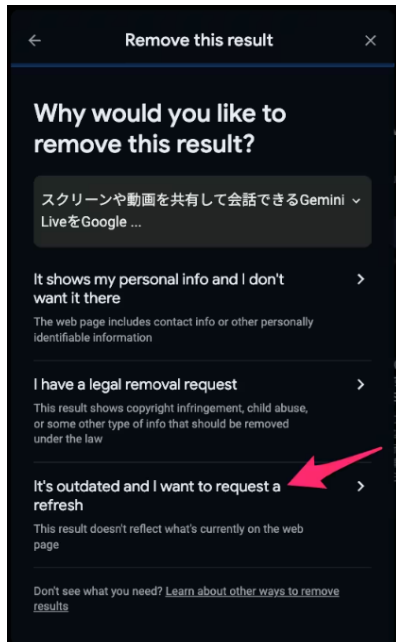 Remove this result
Why would you like to
remove this result?
スクリーンや動画を共有して会話できるGemini
LiveをGoogle ...
It shows my personal info and I don't
want it there
The web page includes contact info or other personally
identifiable information
I have a legal removal request
This result shows copyright infringement, child abuse,
or some other type of info that should be removed
under the law
It's outdated and I want to request a
refresh
This result doesn't reflect what's currently on the web
page
Don't see what you need? Learn about other ways to remove
results